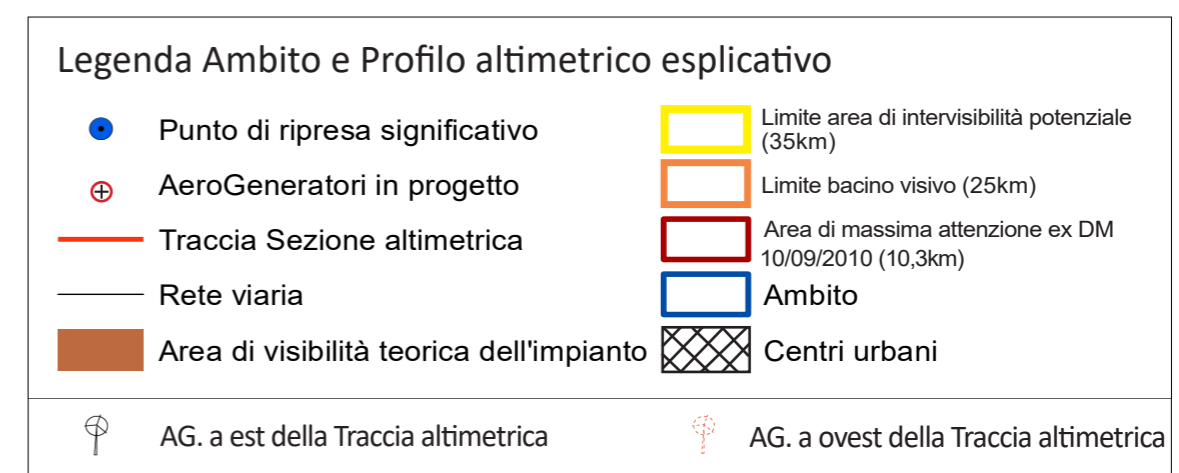 Legenda Ambito e Profilo altimetrico esplicativo
Punto di ripresa significativo
AeroGeneratori in progetto
Traccia Sezione altimetrica
Rete viaria
Area di visibilità teorica dell'impianto
Limite area di intervisibilità potenziale
(35km)
Limite bacino visivo (25km)
Area di massima attenzione ex DM
10/09/2010 (10,3km)
Ambito
Centri urbani
AG. a est della Traccia altimetrica
AG. a ovest della Traccia altimetrica